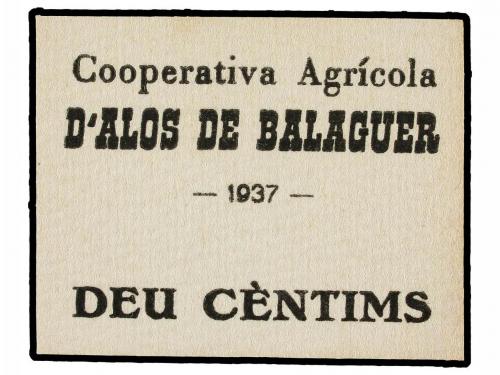 Cooperativa Agrícola
D'ALOS DE BALAGUER
— 1937 —
DEU CÈNTIMS